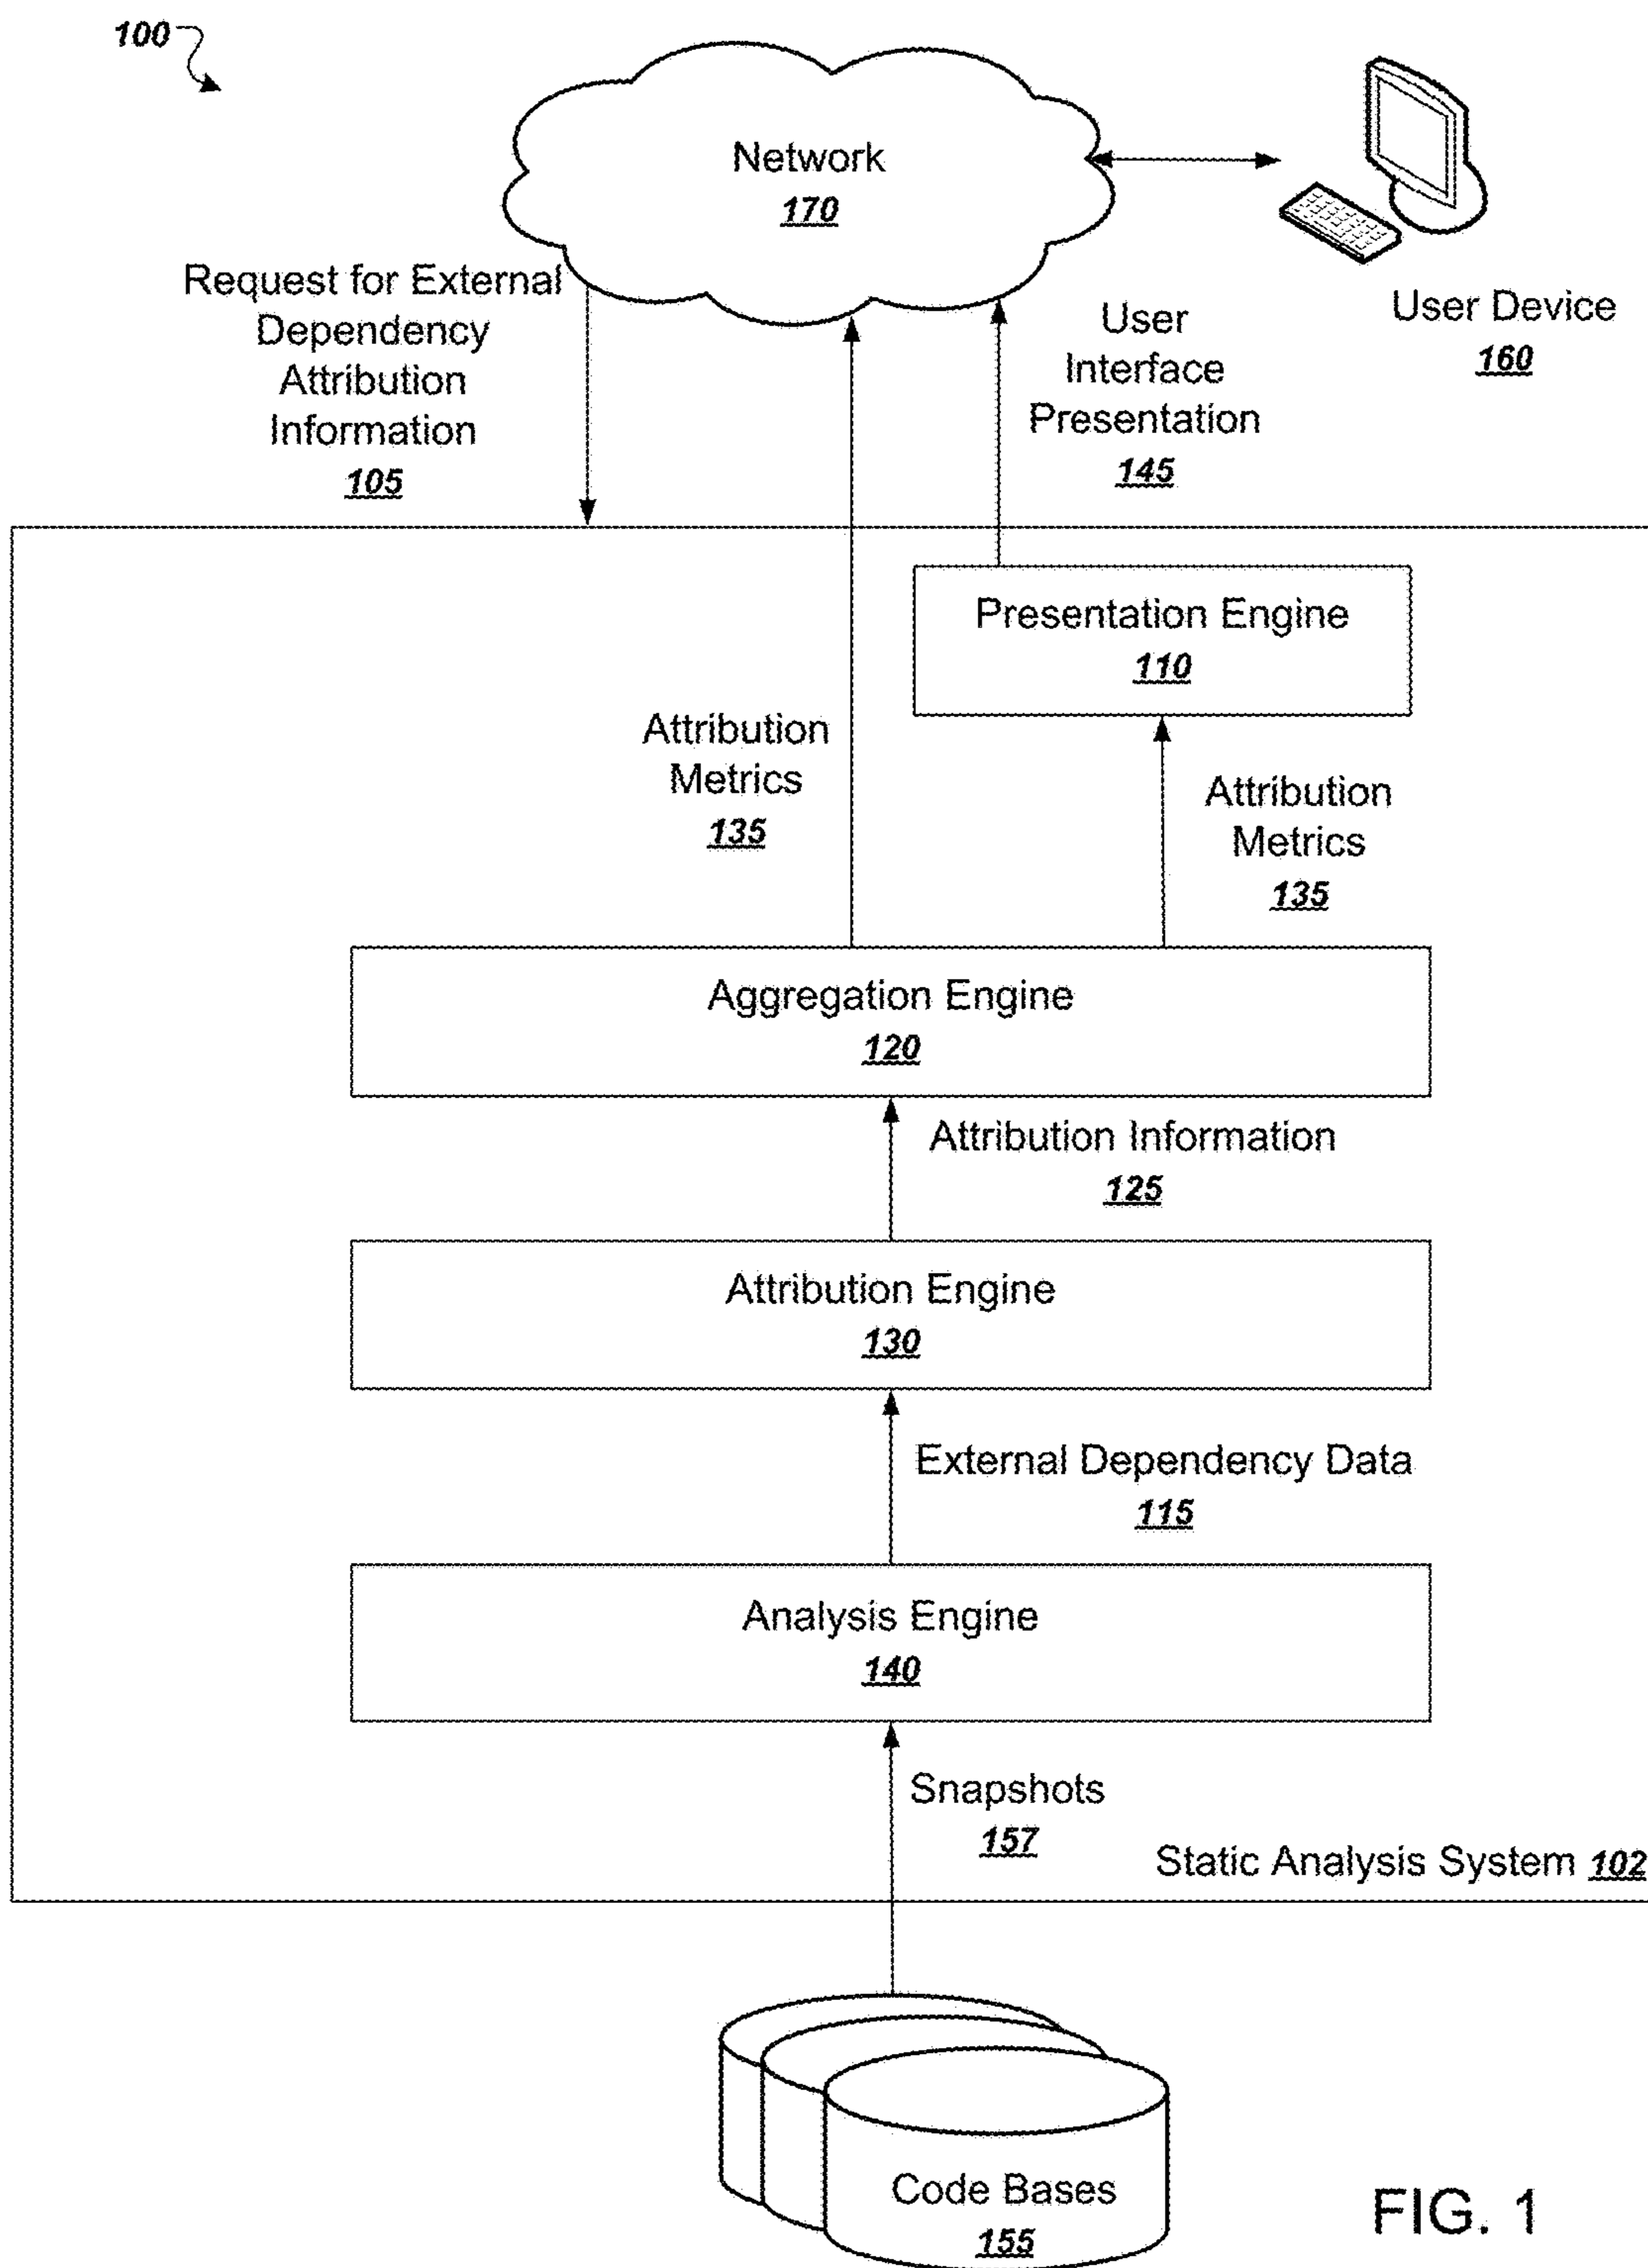 100
Network
170
Request for External
Dependency
Attribution
Information
105
User
Interface
Presentation
145
User Device
160
Presentation Engine
110
Attribution
Metrics
135
Attribution
Metrics
135
Aggregation Engine
120
Attribution Information
125
Attribution Engine
130
External Dependency Data
115
Analysis Engine
140
Snapshots
157
Static Analysis System 102
Code Bases
155
FIG. 1